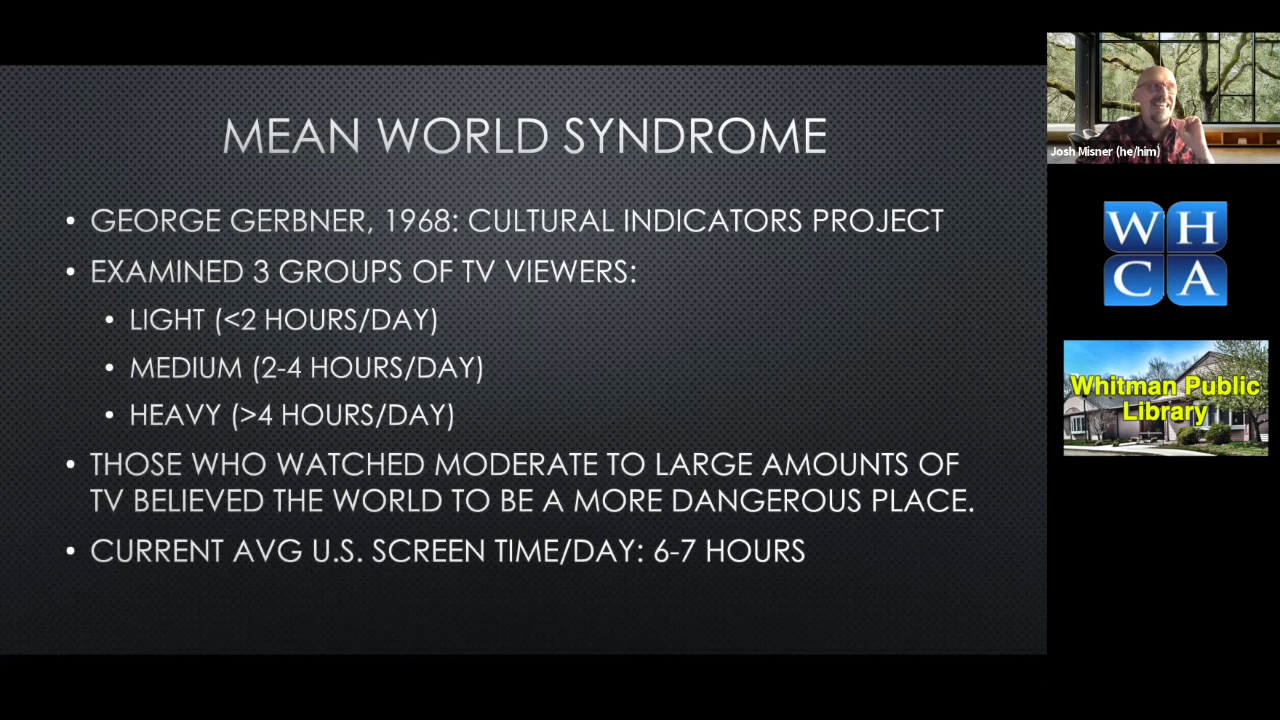 MEAN WORLD SYNDROME
• GEORGE GERBNER, 1968: CULTURAL INDICATORS PROJECT
• EXAMINED 3 GROUPS OF TV VIEWERS:
• LIGHT (<2 HOURS/DAY)
• MEDIUM (2-4 HOURS/DAY)
• HEAVY (>4 HOURS/DAY)
• THOSE WHO WATCHED MODERATE TO LARGE AMOUNTS OF
TV BELIEVED THE WORLD TO BE A MORE DANGEROUS PLACE.
• CURRENT AVG U.S. SCREEN TIME/DAY: 6-7 HOURS
Josh Misner (he/him)
WH
CA
Whitman Public
Library